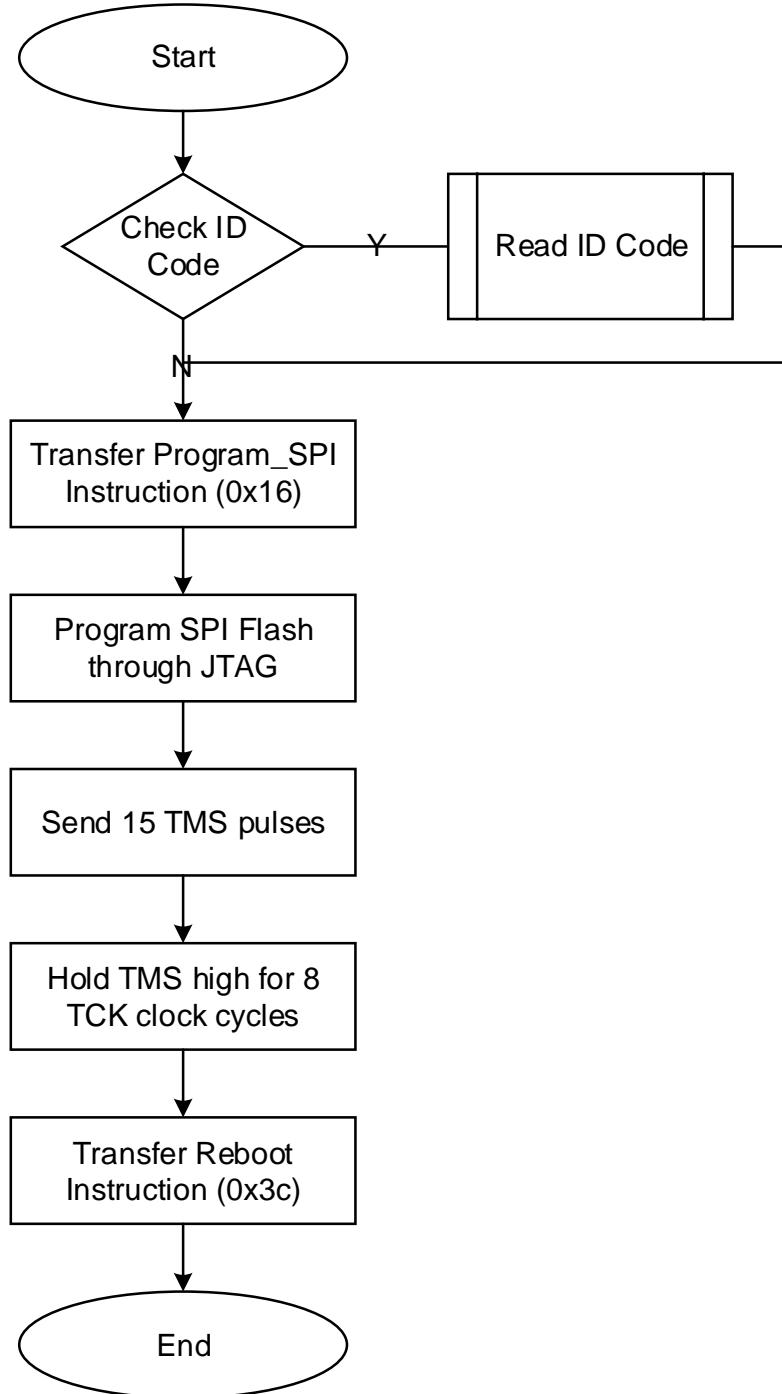 Start
Check ID
Code
Y
Read ID Code
N
Transfer Program_SPI
Instruction (0x16)
Program SPI Flash
through JTAG
Send 15 TMS pulses
Hold TMS high for 8
TCK clock cycles
Transfer Reboot
Instruction (0x3c)
End